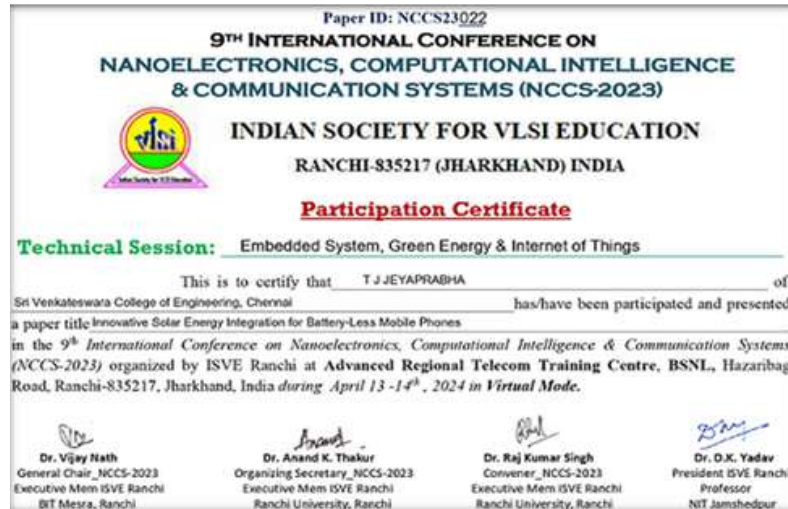 Paper ID: NCCS23022
9TH INTERNATIONAL CONFERENCE ON
NANOELECTRONICS, COMPUTATIONAL INTELLIGENCE
& COMMUNICATION SYSTEMS (NCCS-2023)
vlsi
Indian Society for VLSI Education
INDIAN SOCIETY FOR VLSI EDUCATION
RANCHI-835217 (JHARKHAND) INDIA
Participation Certificate
Technical Session: Embedded System, Green Energy & Internet of Things
This is to certify that T J JEYAPRABHA of
Sri Venkateswara College of Engineering, Chennai has/have been participated and presented
a paper title Innovative Solar Energy Integration for Battery-Less Mobile Phones
in the 9th International Conference on Nanoelectronics, Computational Intelligence & Communication Systems
(NCCS-2023) organized by ISVE Ranchi at Advanced Regional Telecom Training Centre, BSNL, Hazaribag
Road, Ranchi-835217, Jharkhand, India during April 13 -14th , 2024 in Virtual Mode.
Dr. Vijay Nath
General Chair_NCCS-2023
Executive Mem ISVE Ranchi
BIT Mesra, Ranchi
Dr. Anand K. Thakur
Organizing Secretary_NCCS-2023
Executive Mem ISVE Ranchi
Ranchi University, Ranchi
Dr. Raj Kumar Singh
Convener_NCCS-2023
Executive Mem ISVE Ranchi
Ranchi University, Ranchi
Dr. D.K. Yadav
President ISVE Ranchi
Professor
NIT Jamshedpur